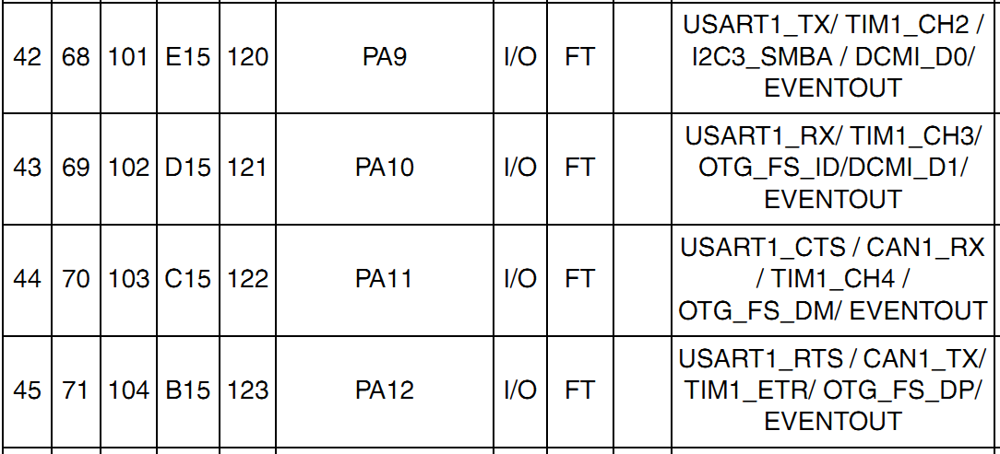 42 68 101 E15 120 PA9 I/O FT USART1_TX/ TIM1_CH2 /
I2C3_SMBA / DCMI_D0/
EVENTOUT
43 69 102 D15 121 PA10 I/O FT USART1_RX/ TIM1_CH3/
OTG_FS_ID/DCMI_D1/
EVENTOUT
44 70 103 C15 122 PA11 I/O FT USART1_CTS / CAN1_RX
/ TIM1_CH4 /
OTG_FS_DM/ EVENTOUT
45 71 104 B15 123 PA12 I/O FT USART1_RTS / CAN1_TX/
TIM1_ETR/ OTG_FS_DP/
EVENTOUT